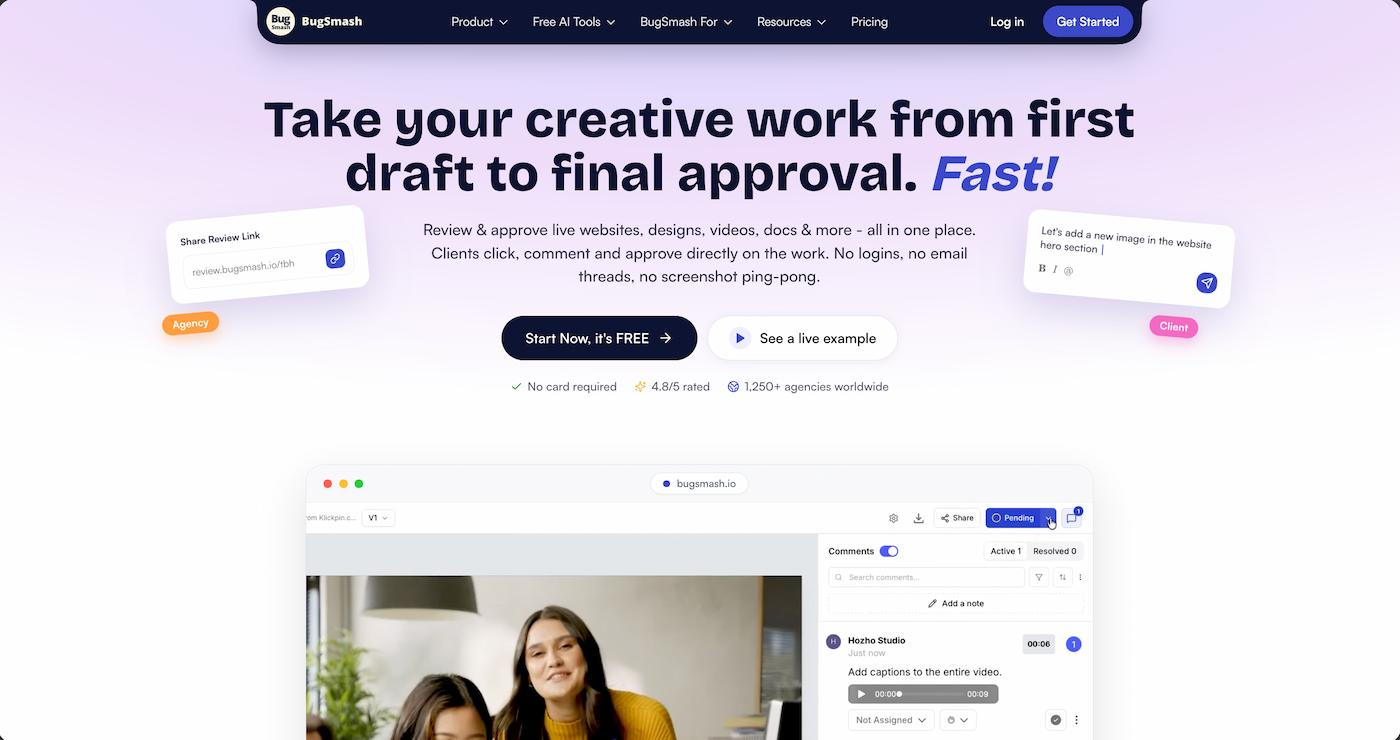 Bug
Smash
BugSmash
Product
Free AI Tools
BugSmash For
Resources
Pricing
Log in
Get Started
Take your creative work from first
draft to final approval. Fast!
Share Review Link
review.bugsmash.io/tbh
Agency
Review & approve live websites, designs, videos, docs & more - all in one place.
Clients click, comment and approve directly on the work. No logins, no email
threads, no screenshot ping-pong.
Let's add a new image in the website
hero section
B I @
Client
Start Now, it's FREE
See a live example
No card required
4.8/5 rated
1,250+ agencies worldwide
bugsmash.io
om Klickpin.c...
V1
Share
Pending
1
Comments
Active 1
Resolved 0
Search comments...
Add a note
H
Hozho Studio
Just now
00:06
1
Add captions to the entire video.
00:00
00:09
Not Assigned